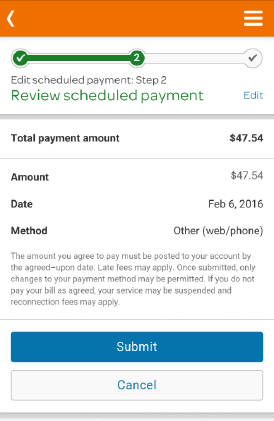 2
Edit scheduled payment: Step 2
Review scheduled payment Edit
Total payment amount $47.54
Amount $47.54
Date Feb 6, 2016
Method Other (web/phone)
The amount you agree to pay must be posted to your account by
the agreed-upon date. Late fees may apply. Once submitted, only
changes to your payment method may be permitted. If you do not
pay your bill as agreed, your service may be suspended and
reconnection fees may apply.
Submit
Cancel